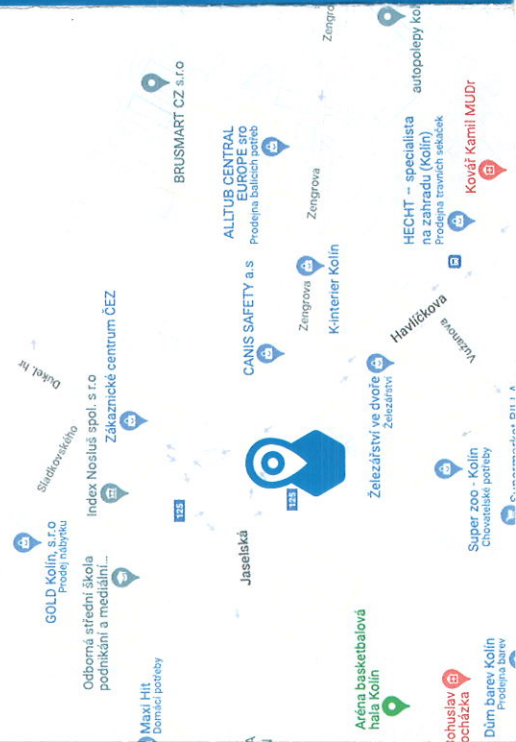 Maxi Hit
Domácí potřeby
Odborná střední škola
podnikání a mediální...
GOLD Kolín, s.r.o
Prodej nábytku
Index Nosluš spol. s r.o
Sladkovského
Zákaznické centrum ČEZ
Dukel. hr
BRUSMART CZ s.r.o
Jaselská
125
125
CANIS SAFETY a.s
ALLTUB CENTRAL
EUROPE sro
Prodejna balících potřeb
Zengrova
K-interier Kolín
Zengrova
Zengro
Aréna basketbalová
hala Kolín
Železářství ve dvoře
Železářství
Havlíčkova
HECHT – specialista
na zahradu (Kolín)
Prodejna travních sekaček
autopolepy kol
ohuslav
ocházka
Super zoo - Kolín
Chovatelské potřeby
Vužanova
Kovář Kamil MUDr
Dům barev Kolín
Prodejna barev